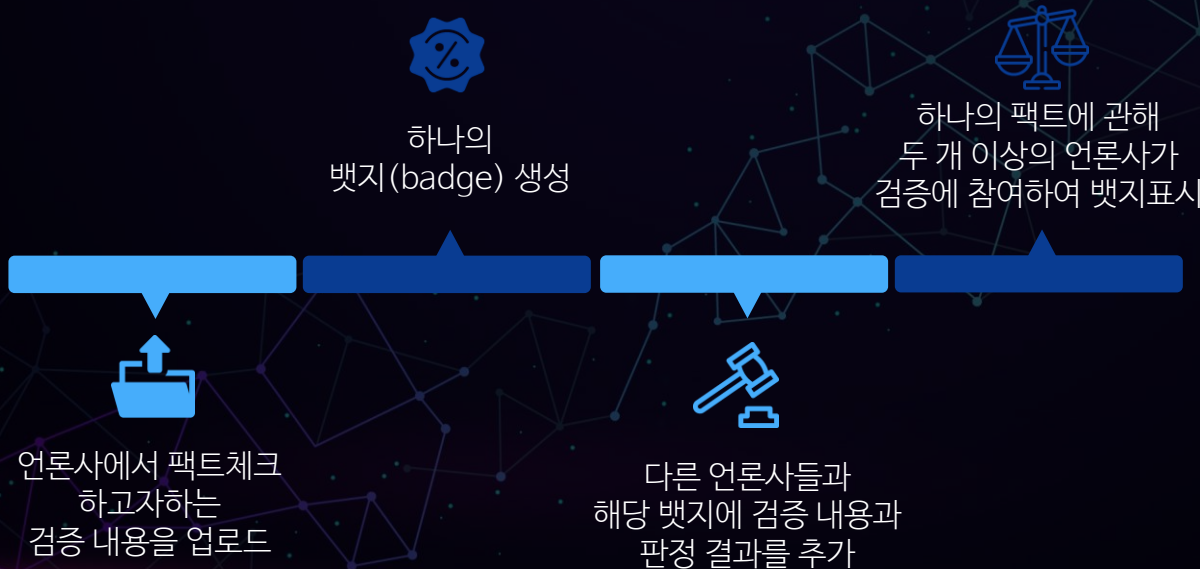 하나의
뱃지(badge) 생성
하나의 팩트에 관해
두 개 이상의 언론사가
검증에 참여하여 뱃지표시
언론사에서 팩트체크
하고자하는
검증 내용을 업로드
다른 언론사들과
해당 뱃지에 검증 내용과
판정 결과를 추가